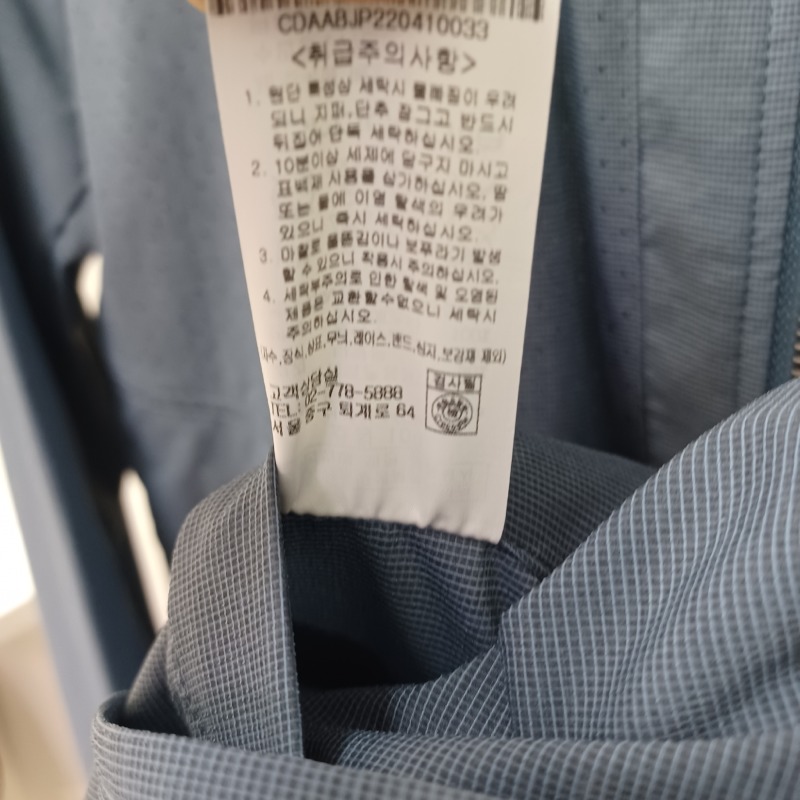 CDAABJP220410033
<취급주의사항>
1. 원단 특성상 세탁시 물빠짐이 우려
되니 지퍼,단추 잠그고 반드시
뒤집어 단독 세탁하십시오.
2. 10분이상 세제에 담구지 마시고
표백제 사용을 삼가하십시오. 땀
또는 물에 이염 탈색의 우려가
있으니 즉시 세탁하십시오.
3. 마찰로 올뜯김이나 보푸라기 발생
할 수 있으니 착용시 주의하십시오.
4. 세탁부주의로 인한 탈색 및 오염된
제품은 교환할수없으니 세탁시
주의하십시오.
자수,장식,심표,무늬,레이스,밴드,심지,보강재 제외)
고객상담실
TEL: 02-778-5888
서울 중구 퇴계로 64
검사필